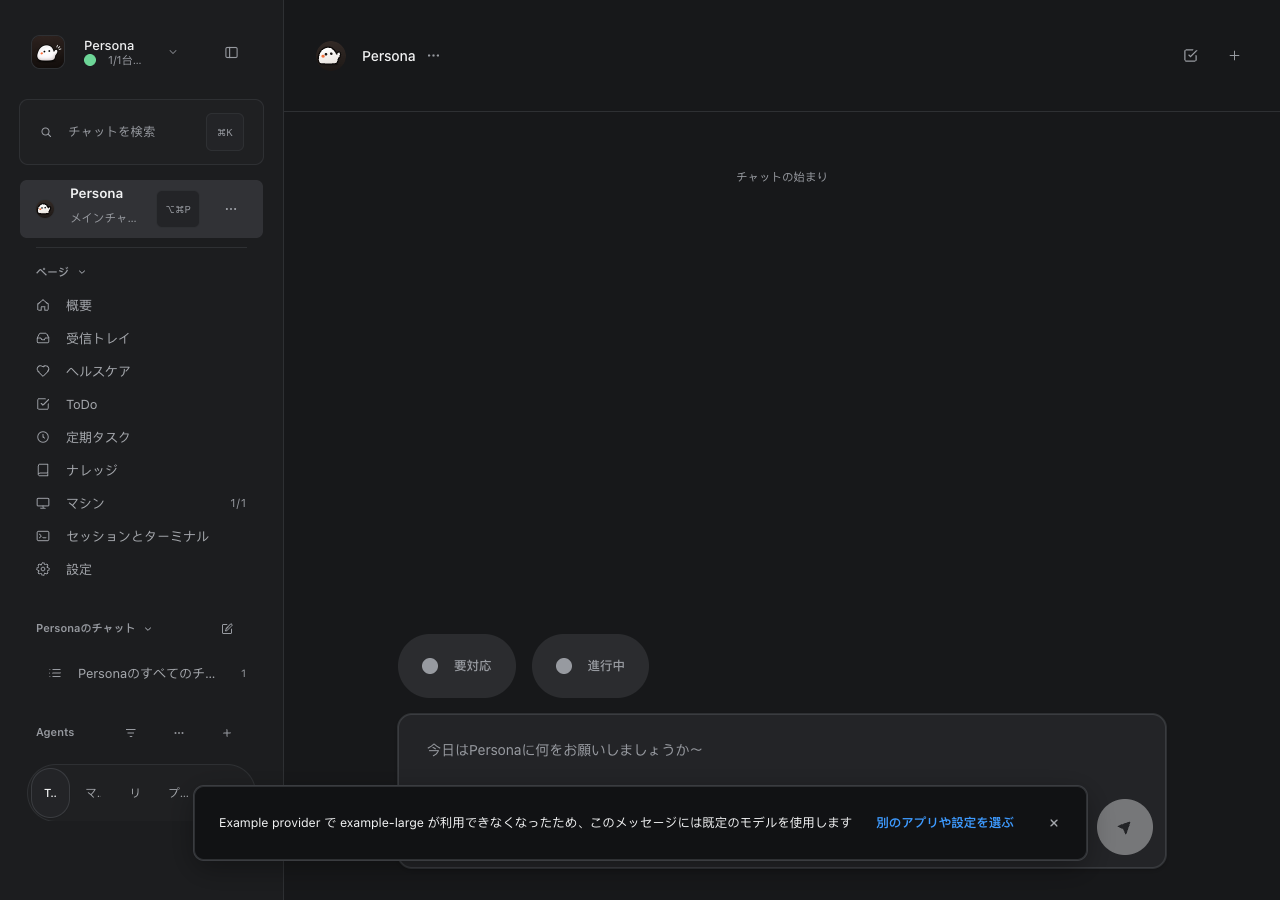 Persona
1/1台...
チャットを検索
⌘K
Persona
メインチャ...
⌥⌘P
ページ
概要
受信トレイ
ヘルスケア
ToDo
定期タスク
ナレッジ
マシン
1/1
セッションとターミナル
設定
Personaのチャット
Personaのすべてのチ...
1
Agents
T..
マ.
リ
プ...
Persona
チャットの始まり
要対応
進行中
今日はPersonaに何をお願いしましょうか〜
Example provider で example-large が利用できなくなったため、このメッセージには既定のモデルを使用します
別のアプリや設定を選ぶ